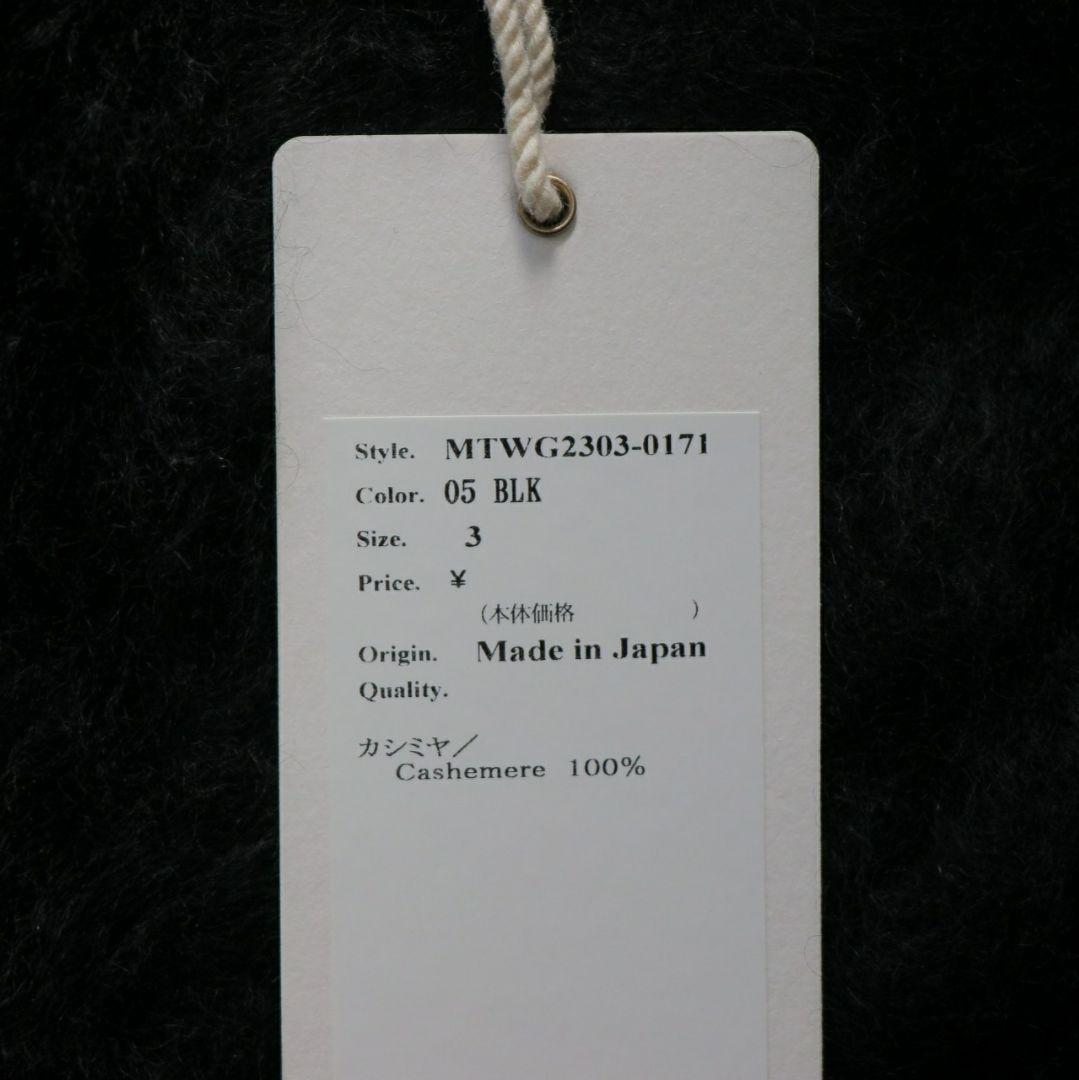 Style. MTWG2303-0171
Color. 05 BLK
Size. 3
Price. ¥
(本体価格 )
Origin. Made in Japan
Quality.
カシミヤ／
Cashemere 100%